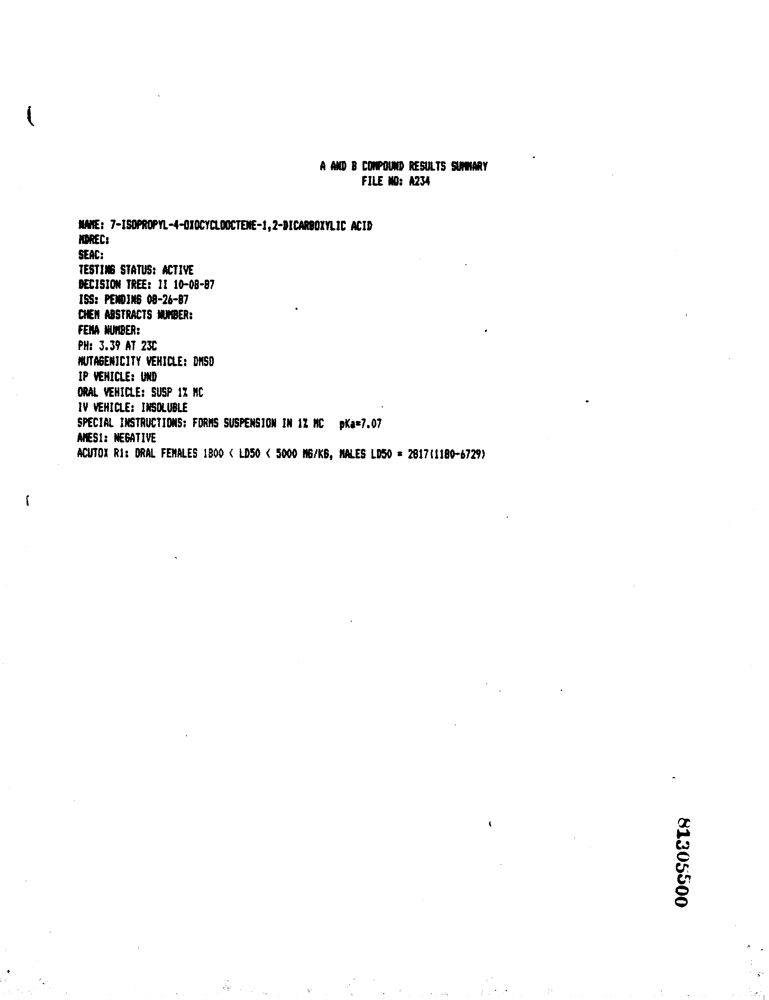 A AND B COMPOUND RESULTS SUMMARY
FILE NO: A234
NAME: 7-ISOPROPYL-4-OXOCYCLOOCTENE-1,2-DICARBOXYLIC ACID
MDREC:
SEAC:
TESTING STATUS: ACTIVE
DECISION TREE: II 10-08-87
ISS: PENDING 08-26-87
CHEM ABSTRACTS NUMBER:
FEMA NUMBER:
PH: 3.39 AT 23C
MUTAGENICITY VEHICLE: DMSO
IP VEHICLE: UND
ORAL VEHICLE: SUSP 1% MC
IV VEHICLE: INSOLUBLE
SPECIAL INSTRUCTIONS: FORMS SUSPENSION IN 1% MC pKa=7.07
AMES1: NEGATIVE
ACUTOX R1: ORAL FEMALES 1800 < LD50 < 5000 MG/KG, MALES LD50 = 2817(1180-6729)
81305500